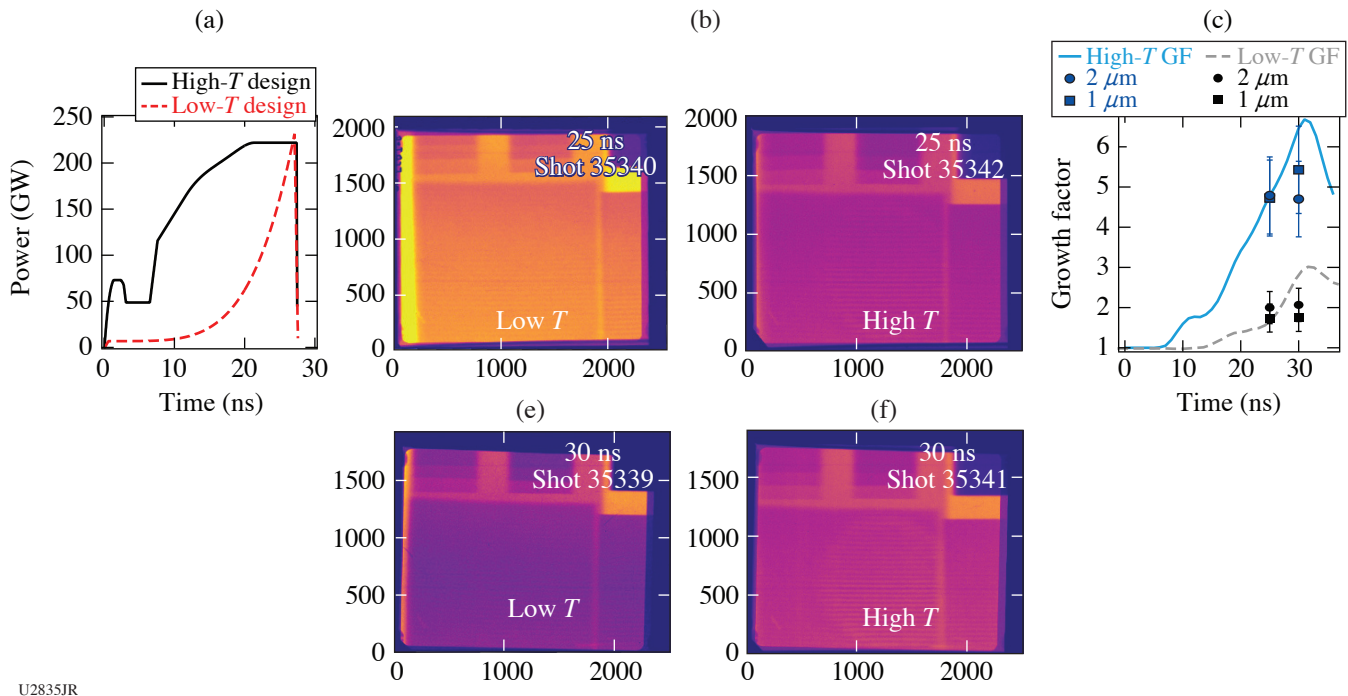 (a)
High-T design
Low-T design
250
200
150
100
50
0
Power (GW)
0
10
20
30
Time (ns)
(b)
2000
1500
1000
500
0
25 ns
Shot 35340
Low T
1000
2000
2000
1500
1000
500
0
25 ns
Shot 35342
High T
1000
2000
(c)
High-T GF
Low-T GF
2 μm
2 μm
1 μm
1 μm
6
5
4
3
2
1
Growth factor
0
10
20
30
Time (ns)
(e)
1500
1000
500
0
30 ns
Shot 35339
Low T
0
1000
2000
(f)
1500
1000
500
0
30 ns
Shot 35341
High T
0
1000
2000
U2835JR